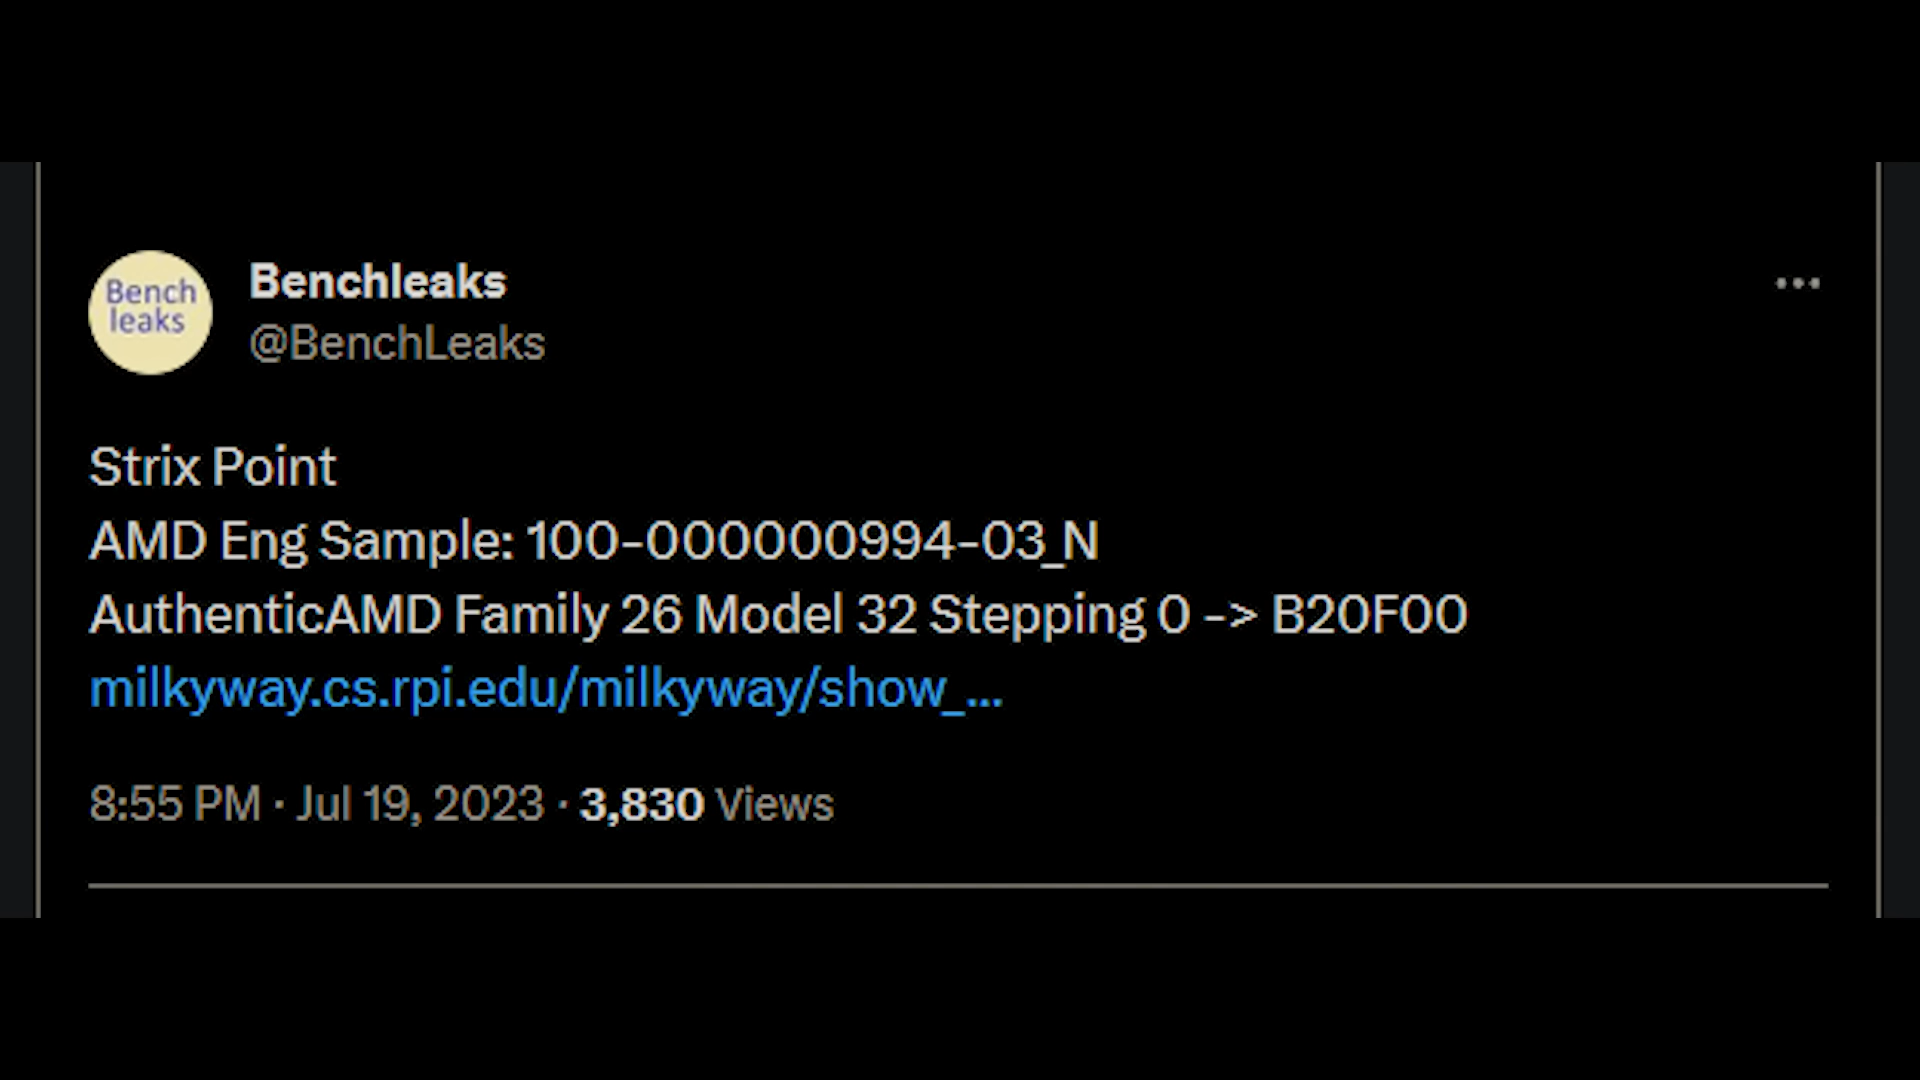 Bench
leaks
Benchleaks
@BenchLeaks
Strix Point
AMD Eng Sample: 100-000000994-03_N
AuthenticAMD Family 26 Model 32 Stepping 0 -> B20F00
milkyway.cs.rpi.edu/milkyway/show_...
8:55 PM · Jul 19, 2023 · 3,830 Views